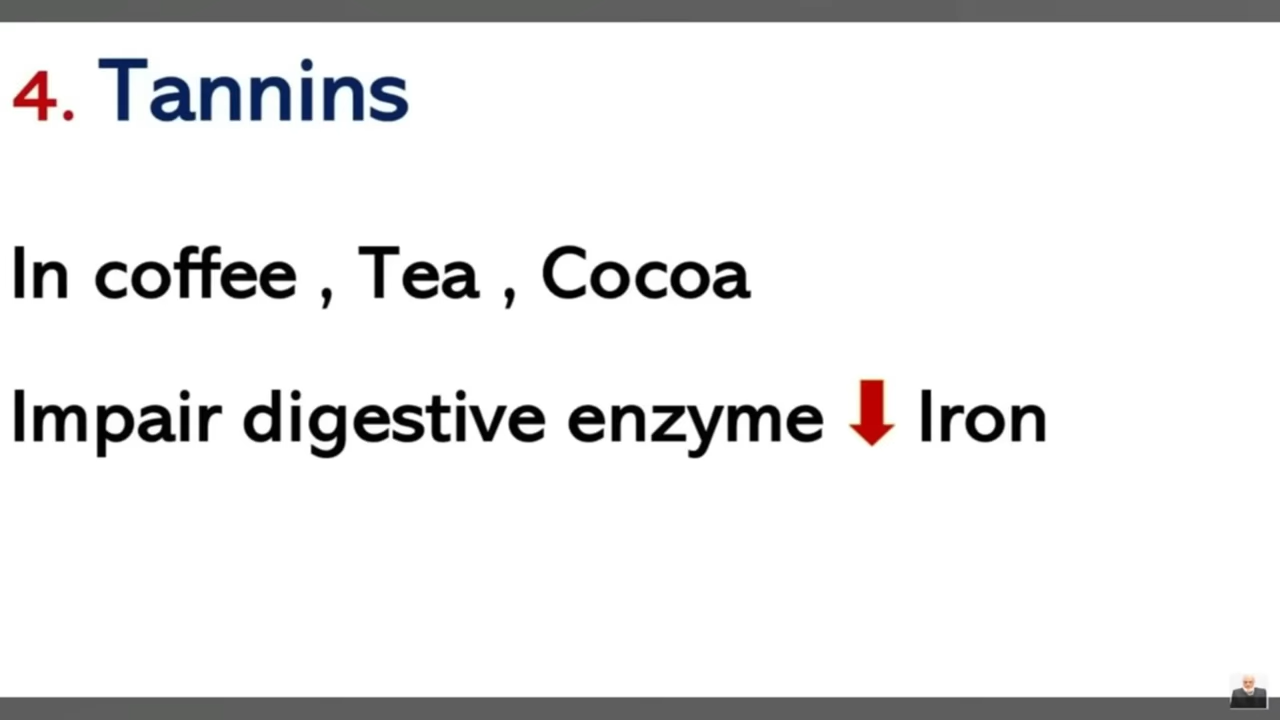 4. Tannins
In coffee , Tea , Cocoa
Impair digestive enzyme Iron